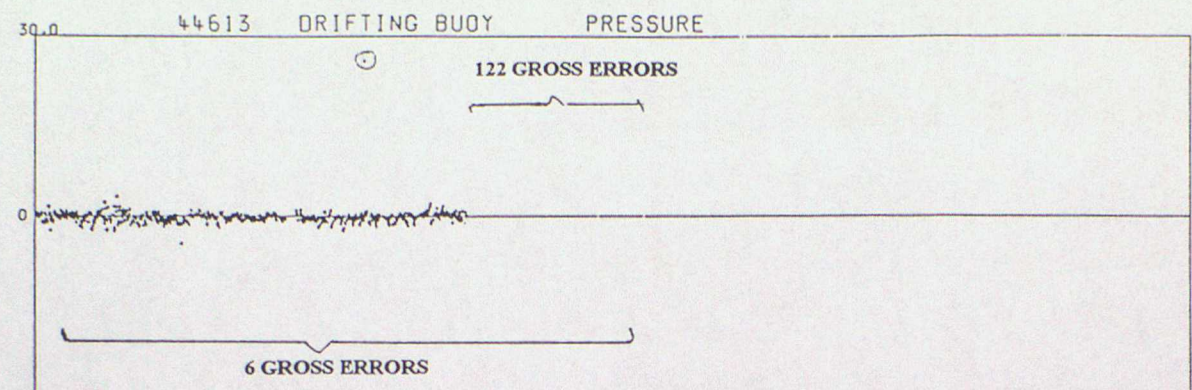 44613 DRIFTING BUOY PRESSURE
30.0
122 GROSS ERRORS
0
6 GROSS ERRORS